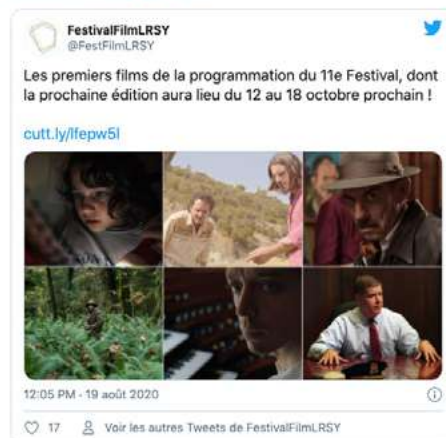 FestivalFilmLRSY
@FestFilmLRSY
Les premiers films de la programmation du 11e Festival, dont
la prochaine édition aura lieu du 12 au 18 octobre prochain !
cutt.ly/lfepw5l
12:05 PM - 19 août 2020
17 Voir les autres Tweets de FestivalFilmLRSY